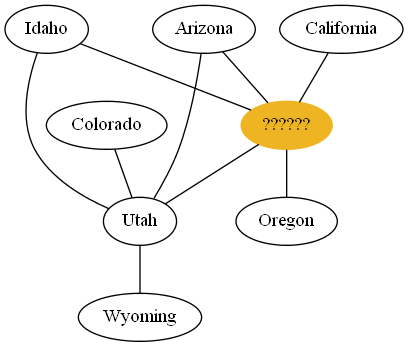 Idaho
Arizona
California
Colorado
??????
Utah
Oregon
Wyoming